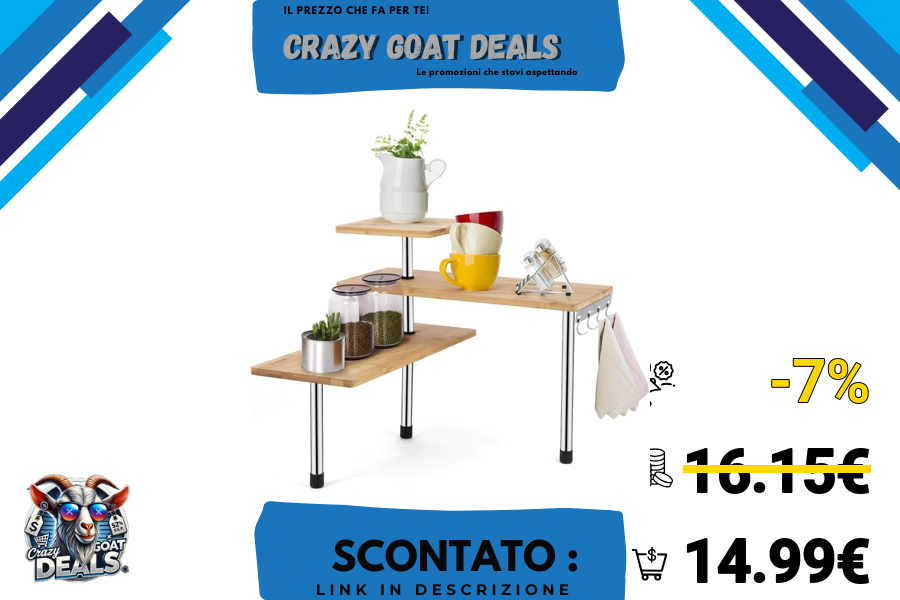 IL PREZZO CHE FA PER TE!
CRAZY GOAT DEALS
Le promozioni che stavi aspettando
-7%
16.15€
14.99€
$
Crazy
GOAT
DEALS
SCONTATO :
LINK IN DESCRIZIONE